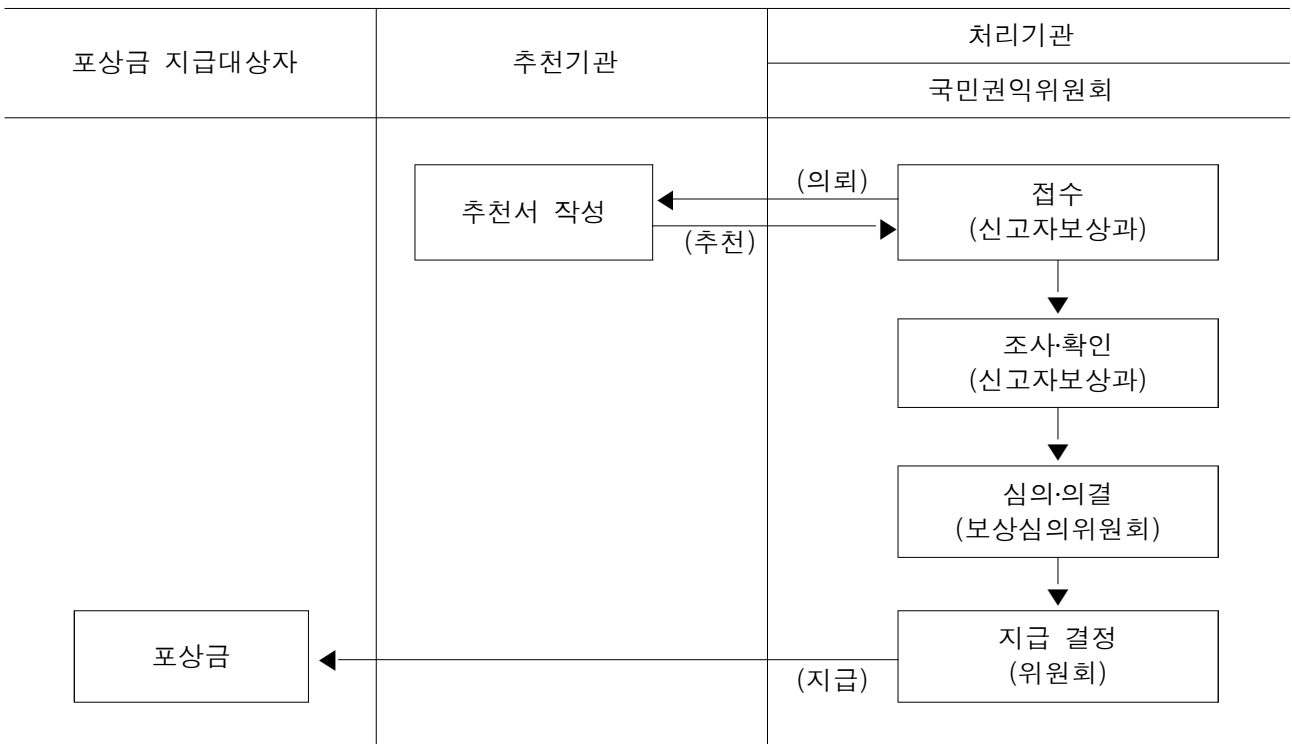 포상금 지급대상자
추천기관
처리기관
국민권익위원회
추천서 작성
(의뢰)
(추천)
접수
(신고자보상과)
조사·확인
(신고자보상과)
심의·의결
(보상심의위원회)
지급 결정
(위원회)
(지급)
포상금